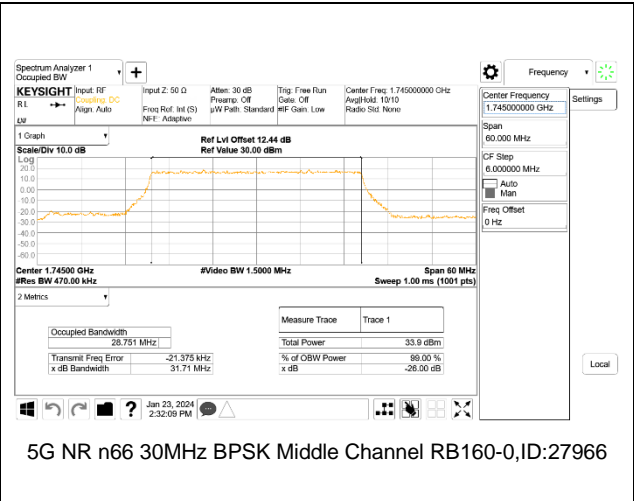 Spectrum Analyzer 1
Occupied BW
Frequency
KEYSIGHT
Input: RF
Coupling: DC
Align: Auto
Input Z: 50 Ω
Freq Ref: Int (S)
NFE: Adaptive
Atten: 30 dB
Preamp: Off
µW Path: Standard
Trig: Free Run
Gate: Off
#IF Gain: Low
Center Freq: 1.745000000 GHz
Avg|Hold: 10/10
Radio Std: None
Center Frequency
1.745000000 GHz
Settings
Span
60.000 MHz
CF Step
6.000000 MHz
Auto
Man
Freq Offset
0 Hz
1 Graph
Scale/Div 10.0 dB
Ref Lvl Offset 12.44 dB
Ref Value 30.00 dBm
Log
20.0
10.0
0.00
-10.0
-20.0
-30.0
-40.0
-50.0
-60.0
Center 1.74500 GHz
#Video BW 1.5000 MHz
Span 60 MHz
#Res BW 470.00 kHz
Sweep 1.00 ms (1001 pts)
2 Metrics
Measure Trace Trace 1
Occupied Bandwidth
28.751 MHz
Total Power 33.9 dBm
Transmit Freq Error -21.375 kHz
% of OBW Power 99.00 %
x dB Bandwidth 31.71 MHz
x dB -26.00 dB
Local
Jan 23, 2024
2:32:09 PM
5G NR n66 30MHz BPSK Middle Channel RB160-0,ID:27966